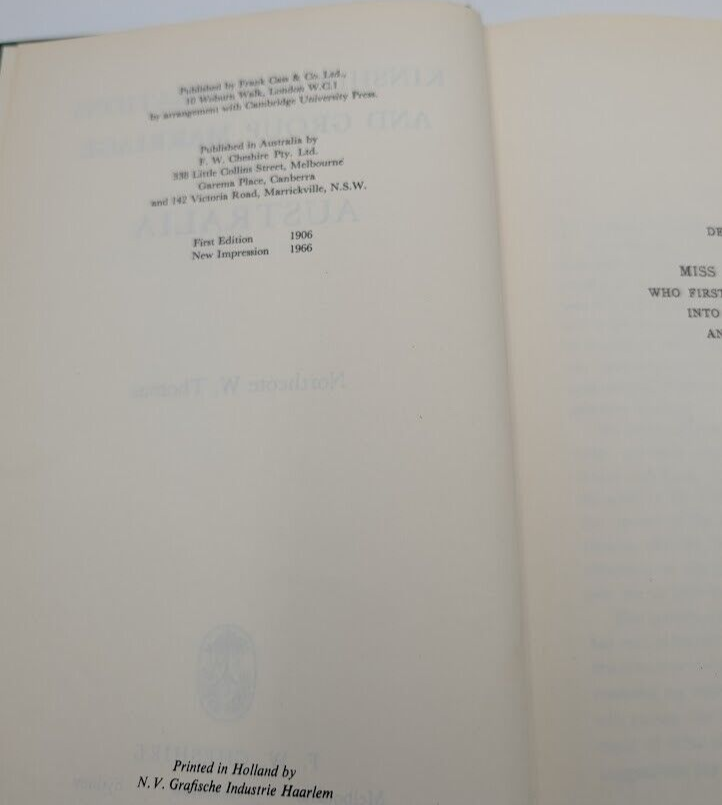 Published by Frank Cass & Co. Ltd.,
10 Woburn Walk, London W.C.1
by arrangement with Cambridge University Press.
Published in Australia by
F. W. Cheshire Pty. Ltd.
338 Little Collins Street, Melbourne
Garema Place, Canberra
and 142 Victoria Road, Marrickville, N.S.W.
First Edition 1906
New Impression 1966
Printed in Holland by
N.V. Grafische Industrie Haarlem
MISS
WHO FIRST
INTO